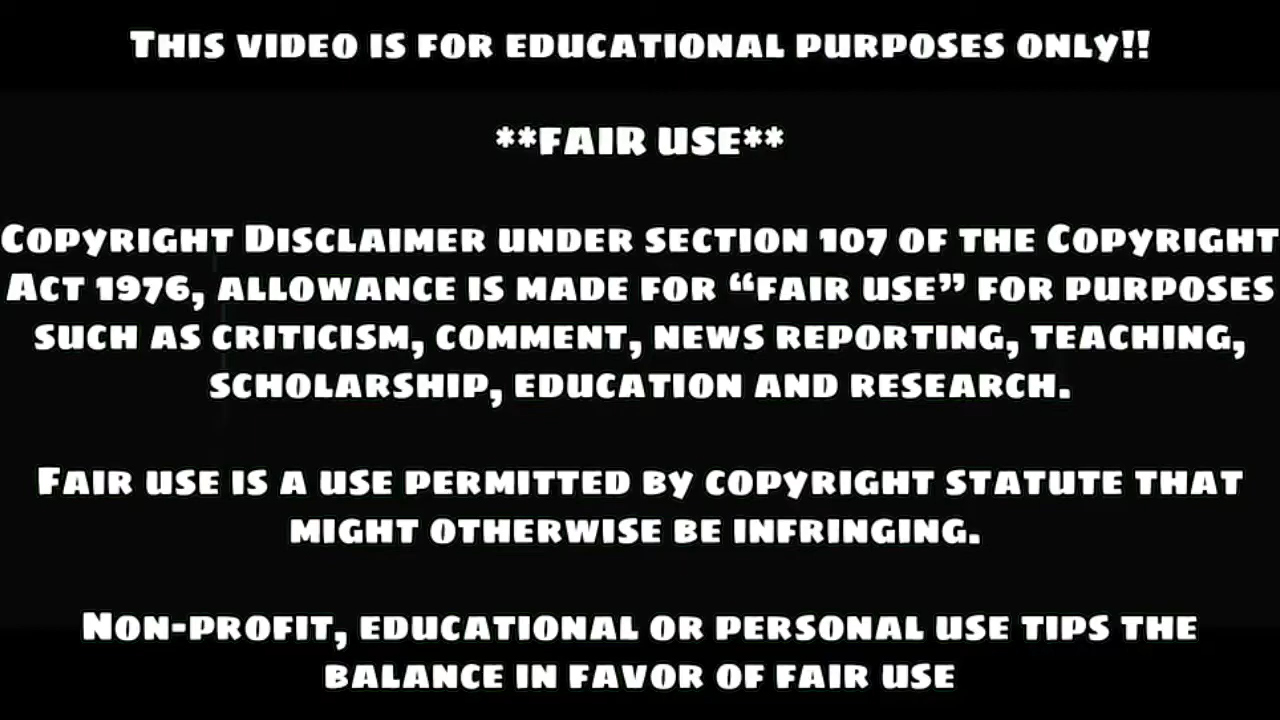 This video is for educational purposes only!!
**FAIR USE**
Copyright Disclaimer under section 107 of the Copyright
Act 1976, allowance is made for “fair use” for purposes
such as criticism, comment, news reporting, teaching,
scholarship, education and research.
Fair use is a use permitted by copyright statute that
might otherwise be infringing.
Non-profit, educational or personal use tips the
balance in favor of fair use